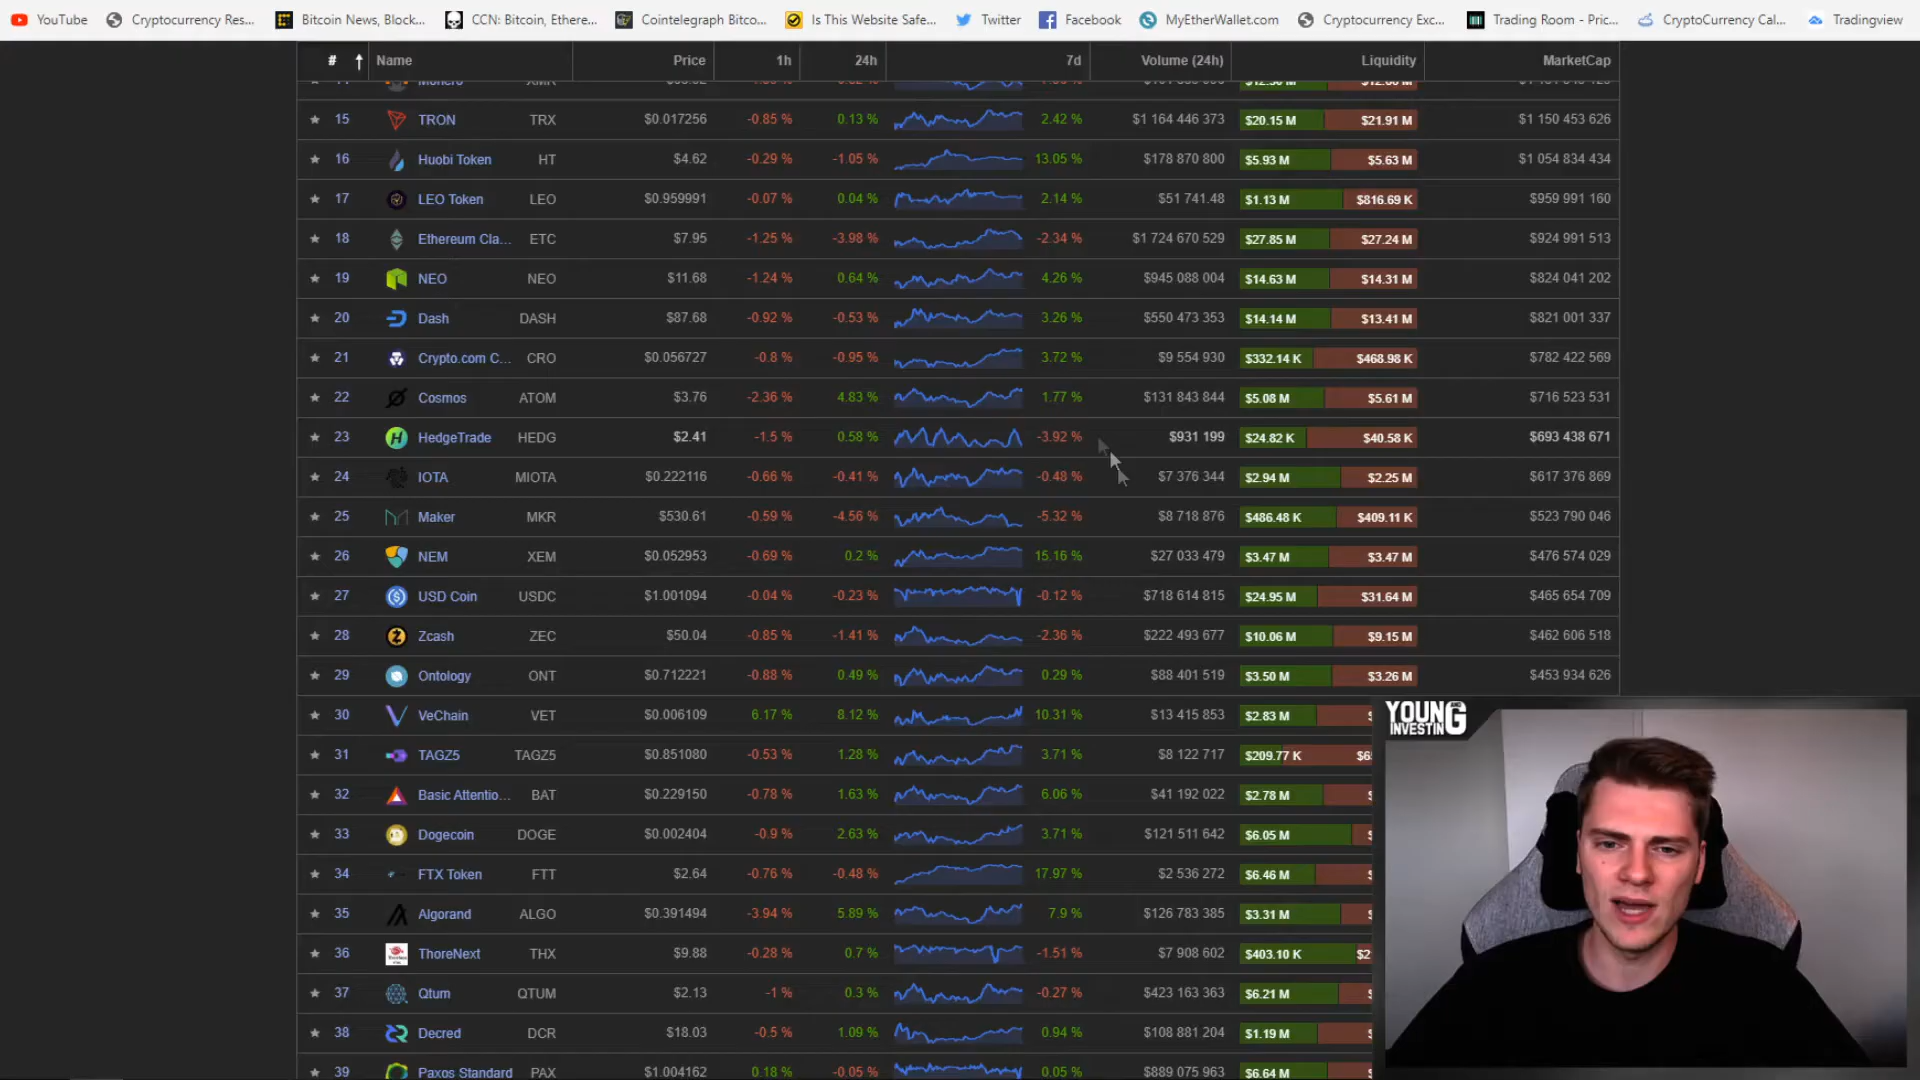 YouTube Cryptocurrency Res... Bitcoin News, Block... CCN: Bitcoin, Ethere... Cointelegraph Bitco... Is This Website Safe... Twitter Facebook MyEtherWallet.com Cryptocurrency Exc... Trading Room - Pric... CryptoCurrency Cal... Tradingview
# Name Price 1h 24h 7d Volume (24h) Liquidity MarketCap
15 TRON TRX $0.017256 -0.85 % 0.13 % 2.42 % $1 164 446 373 $20.15 M $21.91 M $1 150 453 626
16 Huobi Token HT $4.62 -0.29 % -1.05 % 13.05 % $178 870 800 $5.93 M $5.63 M $1 054 834 434
17 LEO Token LEO $0.959991 -0.07 % 0.04 % 2.14 % $51 741.48 $1.13 M $816.69 K $959 991 160
18 Ethereum Cla... ETC $7.95 -1.25 % -3.98 % -2.34 % $1 724 670 529 $27.85 M $27.24 M $924 991 513
19 NEO NEO $11.68 -1.24 % 0.64 % 4.26 % $945 088 004 $14.63 M $14.31 M $824 041 202
20 Dash DASH $87.68 -0.92 % -0.53 % 3.26 % $550 473 353 $14.14 M $13.41 M $821 001 337
21 Crypto.com C... CRO $0.056727 -0.8 % -0.95 % 3.72 % $9 554 930 $332.14 K $468.98 K $782 422 569
22 Cosmos ATOM $3.76 -2.36 % 4.83 % 1.77 % $131 843 844 $5.08 M $5.61 M $716 523 531
23 HedgeTrade HEDG $2.41 -1.5 % 0.58 % -3.92 % $931 199 $24.82 K $40.58 K $693 438 671
24 IOTA MIOTA $0.222116 -0.66 % -0.41 % -0.48 % $7 376 344 $2.94 M $2.25 M $617 376 869
25 Maker MKR $530.61 -0.59 % -4.56 % -5.32 % $8 718 876 $486.48 K $409.11 K $523 790 046
26 NEM XEM $0.052953 -0.69 % 0.2 % 15.16 % $27 033 479 $3.47 M $3.47 M $476 574 029
27 USD Coin USDC $1.001094 -0.04 % -0.23 % -0.12 % $718 614 815 $24.95 M $31.64 M $465 654 709
28 Zcash ZEC $50.04 -0.85 % -1.41 % -2.36 % $222 493 677 $10.06 M $9.15 M $462 606 518
29 Ontology ONT $0.712221 -0.88 % 0.49 % 0.29 % $88 401 519 $3.50 M $3.26 M $453 934 626
30 VeChain VET $0.006109 6.17 % 8.12 % 10.31 % $13 415 853 $2.83 M $
31 TAGZ5 TAGZ5 $0.851080 -0.53 % 1.28 % 3.71 % $8 122 717 $209.77 K $6
32 Basic Attentio... BAT $0.229150 -0.78 % 1.63 % 6.06 % $41 192 022 $2.78 M $
33 Dogecoin DOGE $0.002404 -0.9 % 2.63 % 3.71 % $121 511 642 $6.05 M $
34 FTX Token FTT $2.64 -0.76 % -0.48 % 17.97 % $2 536 272 $6.46 M $
35 Algorand ALGO $0.391494 -3.94 % 5.89 % 7.9 % $126 783 385 $3.31 M $
36 ThoreNext THX $9.88 -0.28 % 0.7 % -1.51 % $7 908 602 $403.10 K $2
37 Qtum QTUM $2.13 -1 % 0.3 % -0.27 % $423 163 363 $6.21 M $
38 Decred DCR $18.03 -0.5 % 1.09 % 0.94 % $108 881 204 $1.19 M $
39 Paxos Standard PAX $1.004162 0.18 % -0.05 % 0.05 % $889 075 963 $6.64 M $
YOUNG
INVESTING